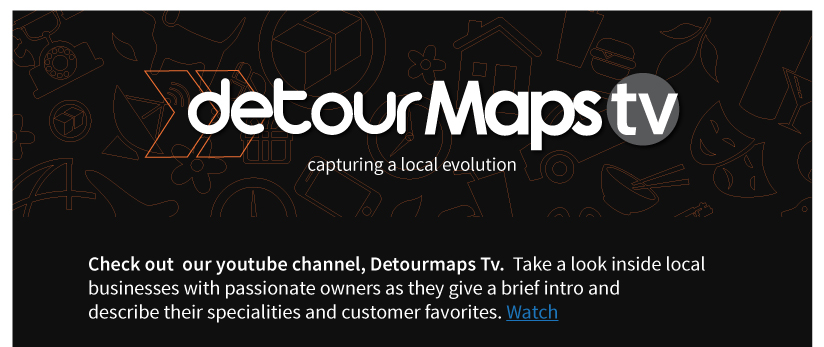 detourMaps tv
capturing a local evolution
Check out our youtube channel, Detourmaps Tv. Take a look inside local
businesses with passionate owners as they give a brief intro and
describe their specialities and customer favorites. Watch